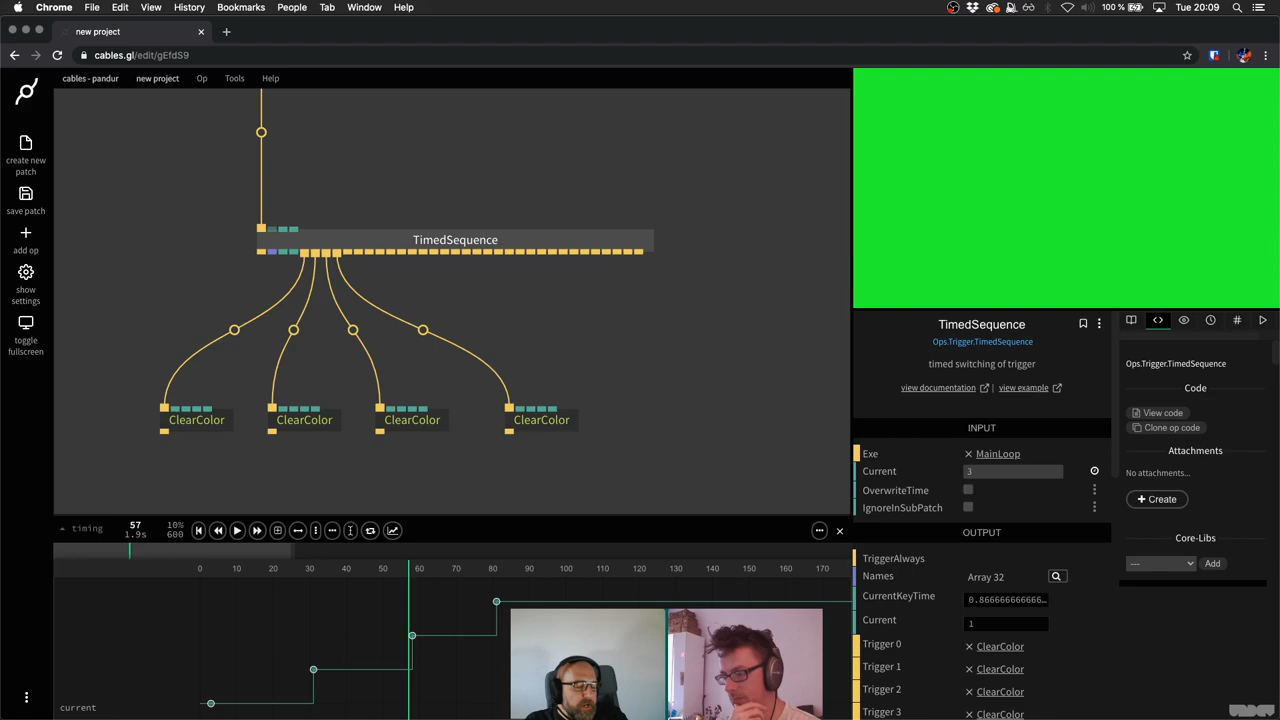 Chrome File Edit View History Bookmarks People Tab Window Help 100 % Tue 20:09
new project
cables.gl/edit/gEfdS9
cables - pandur new project Op Tools Help
create new
patch
save patch
add op
show
settings
toggle
fullscreen
TimedSequence
ClearColor ClearColor ClearColor ClearColor
TimedSequence
Ops.Trigger.TimedSequence
timed switching of trigger
view documentation | view example
INPUT
Exe MainLoop
Current 3
OverwriteTime
IgnoreInSubPatch
OUTPUT
TriggerAlways
Names Array 32
CurrentKeyTime 0.866666666666…
Current 1
Trigger 0 ClearColor
Trigger 1 ClearColor
Trigger 2 ClearColor
Trigger 3 ClearColor
Ops.Trigger.TimedSequence
Code
View code
Clone op code
Attachments
No attachments...
+ Create
Core-Libs
--- Add
timing 57 10%
1.9s 600
0 10 20 30 40 50 60 70 80 90 100 110 120 130 140 150 160 170
current